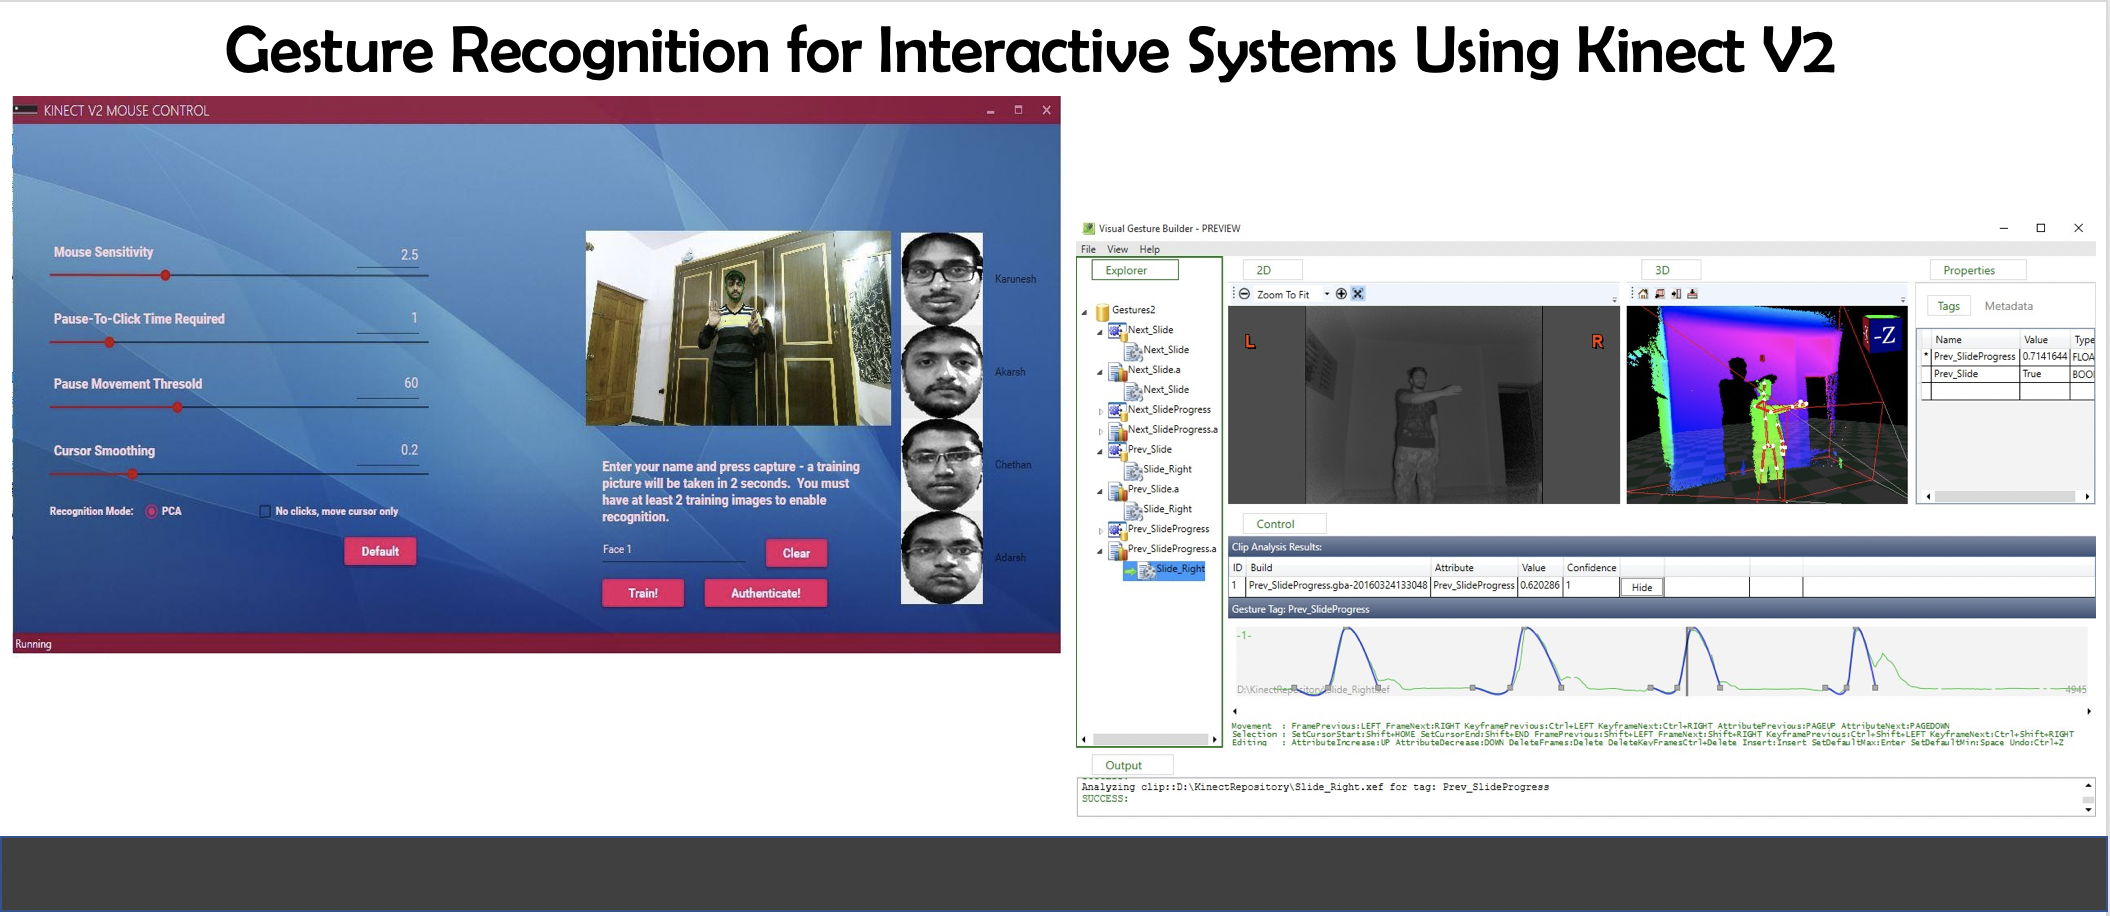 Gesture Recognition for Interactive Systems Using Kinect V2
KINECT V2 MOUSE CONTROL
Mouse Sensitivity 2.5
Pause-To-Click Time Required 1
Pause Movement Thresold 60
Cursor Smoothing 0.2
Recognition Mode: PCA No clicks, move cursor only
Default
Enter your name and press capture - a training
picture will be taken in 2 seconds. You must
have at least 2 training images to enable
recognition.
Face 1
Clear
Train! Authenticate!
Karunesh
Akarsh
Chethan
Adarsh
Running
Visual Gesture Builder - PREVIEW
File View Help
Explorer
Gestures2
Next_Slide
Next_Slide
Next_Slide.a
Next_Slide
Next_SlideProgress
Next_SlideProgress.a
Prev_Slide
Slide_Right
Prev_Slide.a
Slide_Right
Prev_SlideProgress
Prev_SlideProgress.a
Slide_Right
2D
Zoom To Fit
L R
3D
-Z
Properties
Tags Metadata
Name Value Type
* Prev_SlideProgress 0.7141644 FLOA
Prev_Slide True BOO
Control
Clip Analysis Results:
ID Build Attribute Value Confidence
1 Prev_SlideProgress.gba-20160324133048 Prev_SlideProgress 0.620286 1 Hide
Gesture Tag: Prev_SlideProgress
-1-
D:\KinectRepository\Slide_Right.xef 4945
Movement : FramePrevious:LEFT FrameNext:RIGHT KeyframePrevious:Ctrl+LEFT KeyframeNext:Ctrl+RIGHT AttributePrevious:PAGEUP AttributeNext:PAGEDOWN
Selection : SetCursorStart:Shift+HOME SetCursorEnd:Shift+END FramePrevious:Shift+LEFT FrameNext:Shift+RIGHT KeyframePrevious:Ctrl+Shift+LEFT KeyframeNext:Ctrl+Shift+RIGHT
Editing : AttributeIncrease:UP AttributeDecrease:DOWN DeleteFrames:Delete DeleteKeyFramesCtrl+Delete Insert:Insert SetDefaultMax:Enter SetDefaultMin:Space Undo:Ctrl+Z
Output
Analyzing clip::D:\KinectRepository\Slide_Right.xef for tag: Prev_SlideProgress
SUCCESS: